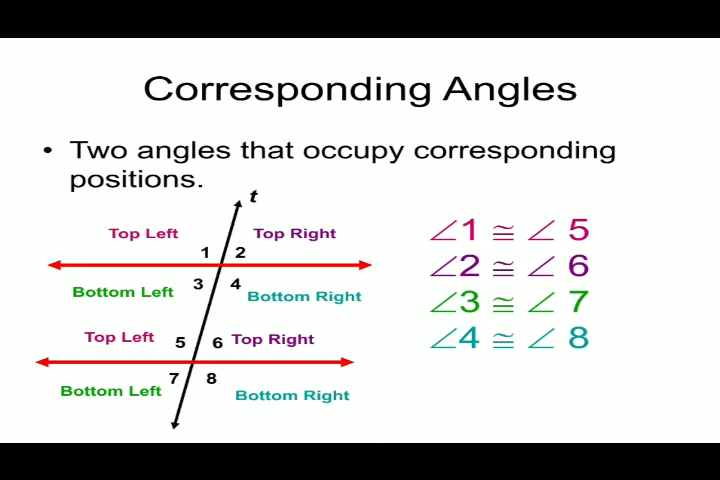 Corresponding Angles
• Two angles that occupy corresponding
positions.
t
Top Left
Top Right
1 2
3 4
Bottom Left
Bottom Right
Top Left
5 6
Top Right
7 8
Bottom Left
Bottom Right
∠1 ≅ ∠ 5
∠2 ≅ ∠ 6
∠3 ≅ ∠ 7
∠4 ≅ ∠ 8